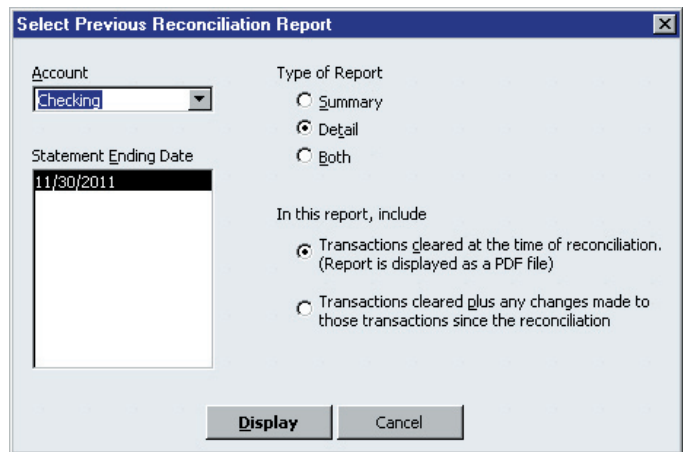 Select Previous Reconciliation Report
Account
Checking
Statement Ending Date
11/30/2011
Type of Report
Summary
Detail
Both
In this report, include
Transactions cleared at the time of reconciliation.
(Report is displayed as a PDF file)
Transactions cleared plus any changes made to
those transactions since the reconciliation
Display
Cancel